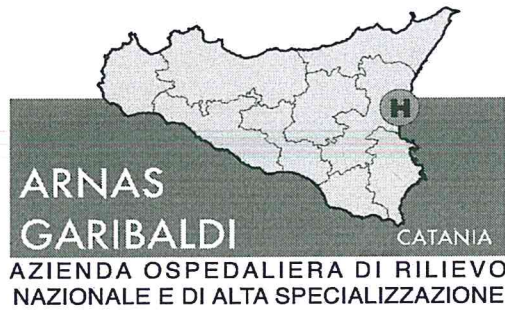 H
ARNAS
GARIBALDI
CATANIA
AZIENDA OSPEDALIERA DI RILIEVO
NAZIONALE E DI ALTA SPECIALIZZAZIONE